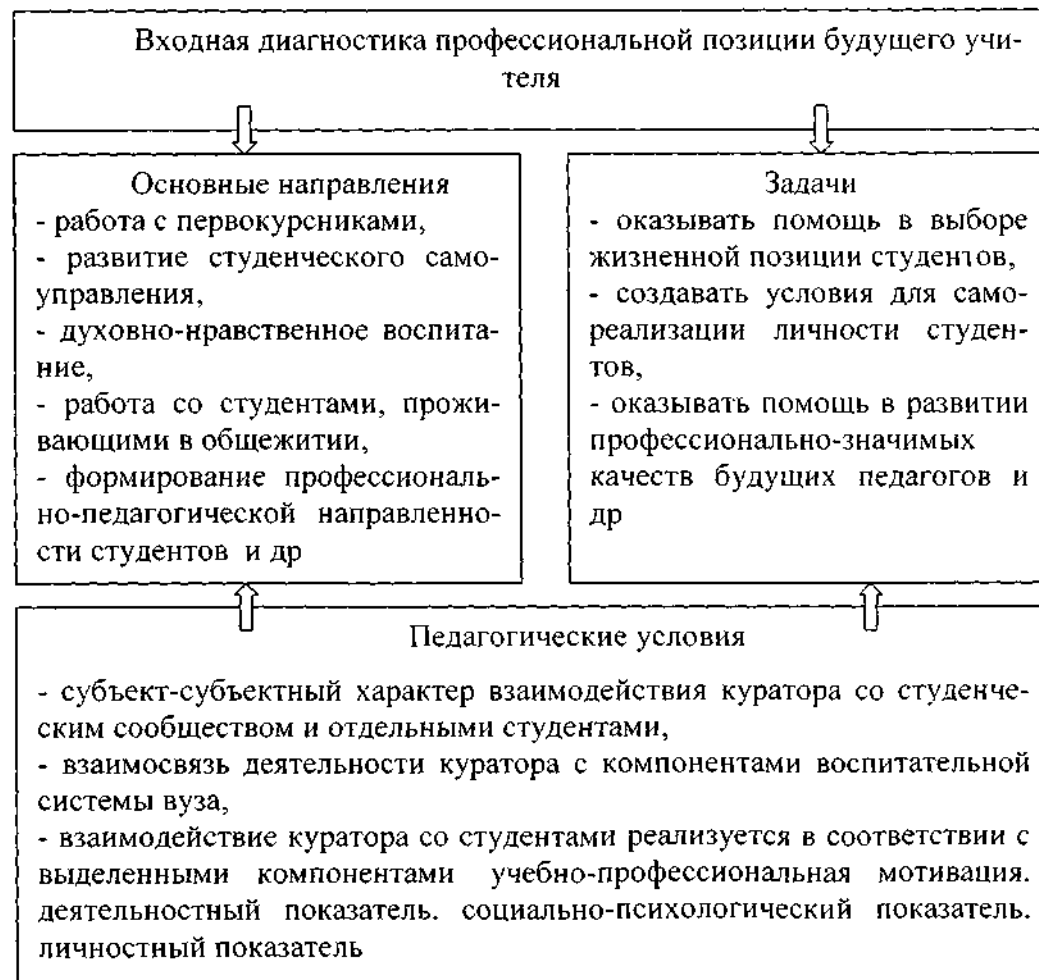 Входная диагностика профессиональной позиции будущего учи-
теля
Основные направления
- работа с первокурсниками,
- развитие студенческого само-
управления,
- духовно-нравственное воспита-
ние,
- работа со студентами, прожи-
вающими в общежитии,
- формирование профессиональ-
но-педагогической направленно-
сти студентов и др
Задачи
- оказывать помощь в выборе
жизненной позиции студентов,
- создавать условия для само-
реализации личности студен-
тов,
- оказывать помощь в развитии
профессионально-значимых
качеств будущих педагогов и
др
Педагогические условия
- субъект-субъектный характер взаимодействия куратора со студенче-
ским сообществом и отдельными студентами,
- взаимосвязь деятельности куратора с компонентами воспитательной
системы вуза,
- взаимодействие куратора со студентами реализуется в соответствии с
выделенными компонентами учебно-профессиональная мотивация.
деятельностный показатель. социально-психологический показатель.
личностный показатель